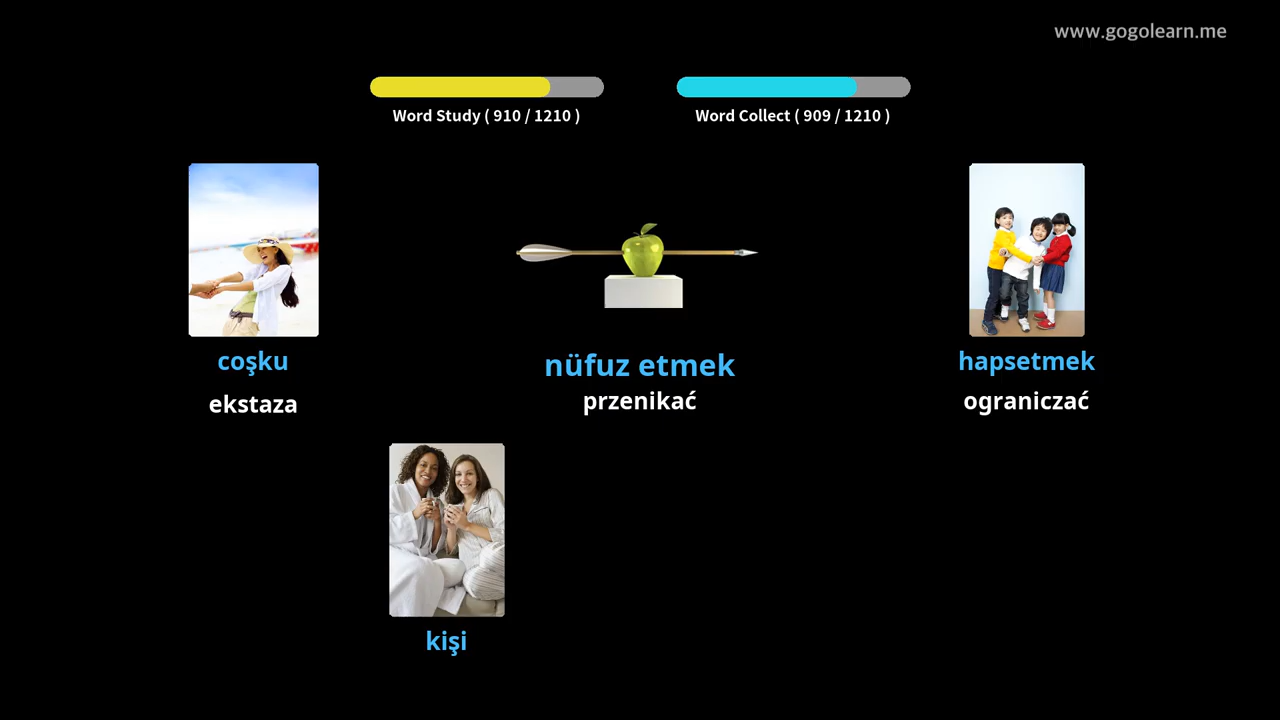 www.gogolearn.me
Word Study ( 910 / 1210 )
Word Collect ( 909 / 1210 )
coşku
ekstaza
nüfuz etmek
przenikać
hapsetmek
ograniczać
kişi